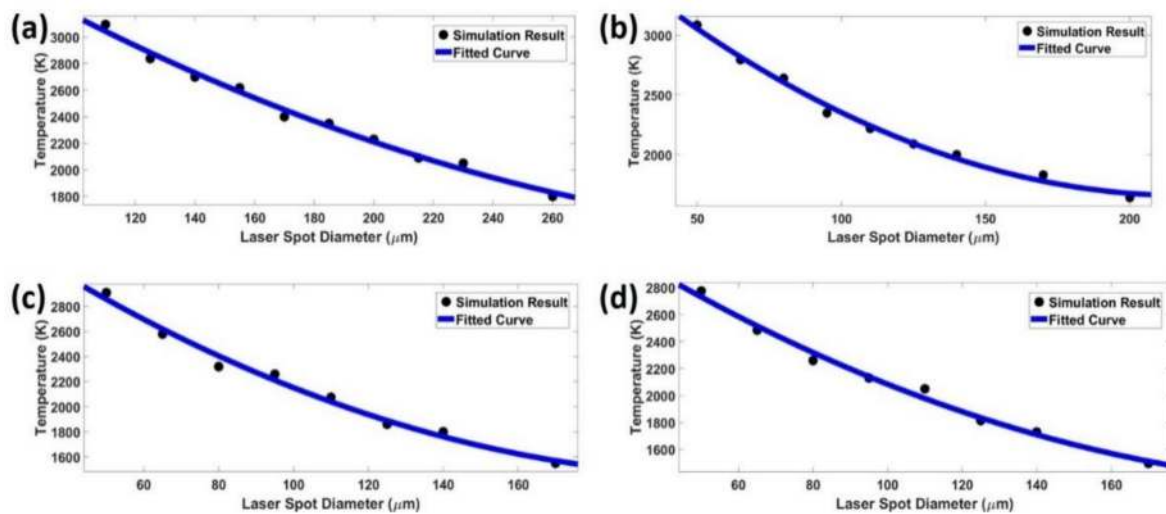 (a)
3000
2800
2600
2400
2200
2000
1800
Temperature (K)
Simulation Result
Fitted Curve
120 140 160 180 200 220 240 260
Laser Spot Diameter (μm)
(b)
3000
2500
2000
Temperature (K)
Simulation Result
Fitted Curve
50 100 150 200
Laser Spot Diameter (μm)
(c)
2800
2600
2400
2200
2000
1800
1600
Temperature (K)
Simulation Result
Fitted Curve
60 80 100 120 140 160
Laser Spot Diameter (μm)
(d)
2800
2600
2400
2200
2000
1800
1600
Temperature (K)
Simulation Result
Fitted Curve
60 80 100 120 140 160
Laser Spot Diameter (μm)